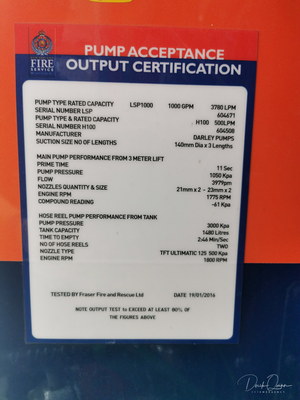 FIRE
SERVICE
PUMP ACCEPTANCE
OUTPUT CERTIFICATION
PUMP TYPE RATED CAPACITY LSP1000 1000 GPM 3780 LPM
SERIAL NUMBER LSP 604671
PUMP TYPE & RATED CAPACITY H100 500LPM
SERIAL NUMBER H100 604508
MANUFACTURER DARLEY PUMPS
SUCTION SIZE NO OF LENGTHS 140mm Dia x 3 Lengths
MAIN PUMP PERFORMANCE FROM 3 METER LIFT
PRIME TIME 11 Sec
PUMP PRESSURE 1050 Kpa
FLOW 3979pm
NOZZLES QUANTITY & SIZE 21mm x 2 - 23mm x 2
ENGINE RPM 1775 RPM
COMPOUND READING -61 Kpa
HOSE REEL PUMP PERFORMANCE FROM TANK
PUMP PRESSURE 3000 Kpa
TANK CAPACITY 1480 Litres
TIME TO EMPTY 2:46 Min/Sec
NO OF HOSE REELS TWO
NOZZLE TYPE TFT ULTIMATIC 125 500 Kpa
ENGINE RPM 1800 RPM
TESTED BY Fraser Fire and Rescue Ltd DATE 19/01/2016
NOTE OUTPUT TEST to EXCEED AT LEAST 80% OF
THE FIGURES ABOVE